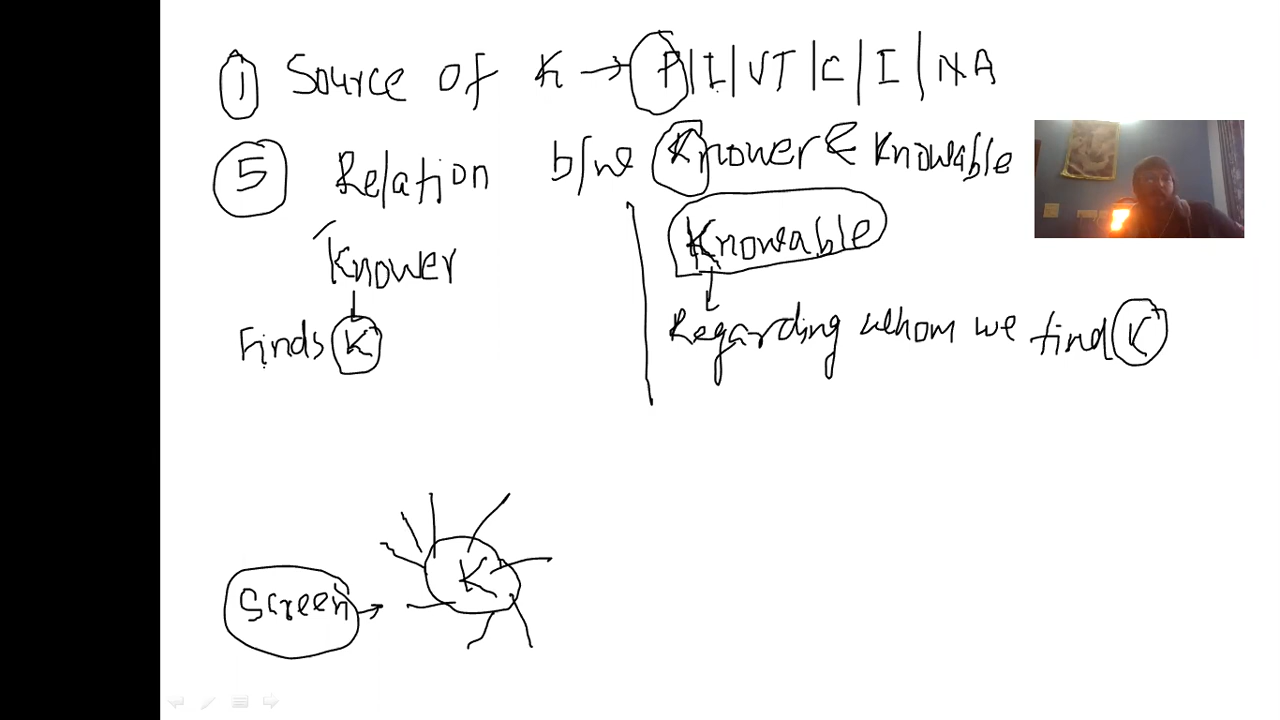 1 Source of K → P|I|VT|C|I|NA
5 Relation b/w Knower & Knowable
Knower
Knowable
Finds K
Regarding whom we find K
Screen → K